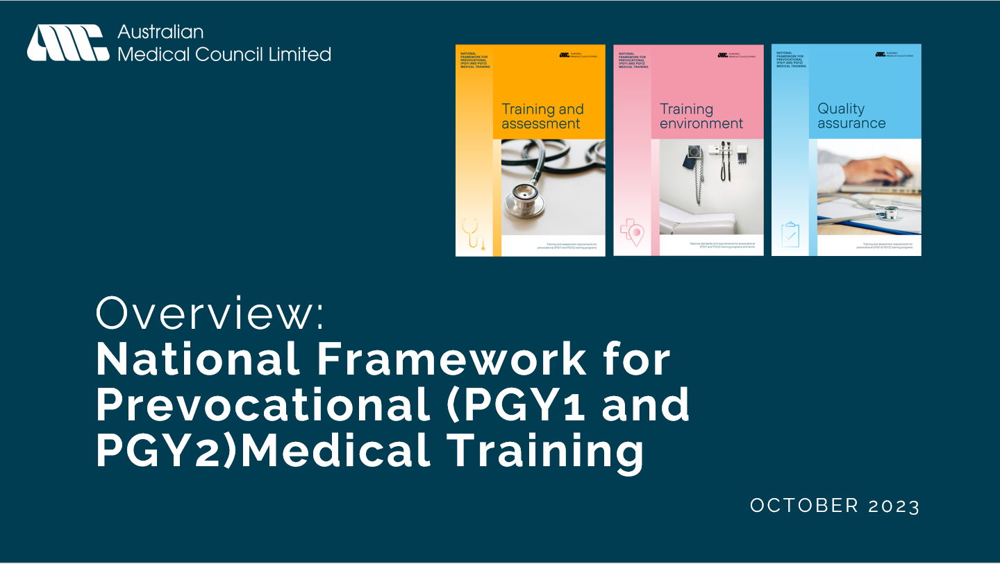 Australian
Medical Council Limited
NATIONAL
FRAMEWORK FOR
PREVOCATIONAL
(PGY1 AND PGY2)
MEDICAL TRAINING
Australian
Medical Council Limited
Training and
assessment
Training and assessment requirements for
prevocational (PGY1 and PGY2) training programs
NATIONAL
FRAMEWORK FOR
PREVOCATIONAL
(PGY1 AND PGY2)
MEDICAL TRAINING
Australian
Medical Council Limited
Training
environment
National standards and requirements for prevocational
(PGY1 and PGY2) training programs and terms
NATIONAL
FRAMEWORK FOR
PREVOCATIONAL
(PGY1 AND PGY2)
MEDICAL TRAINING
Australian
Medical Council Limited
Quality
assurance
Training and assessment requirements for
prevocational (PGY1 & PGY2) training programs
Overview:
National Framework for
Prevocational (PGY1 and
PGY2)Medical Training
OCTOBER 2023